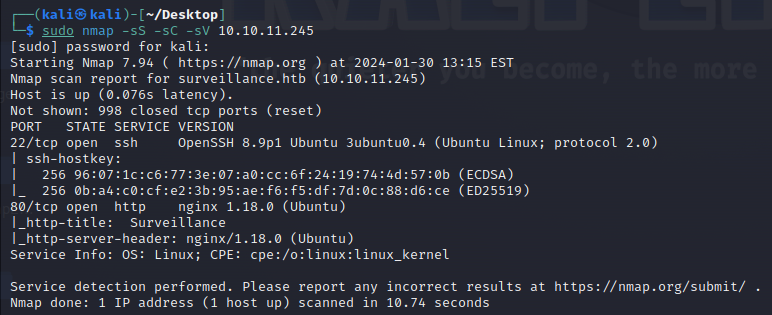 ┌──(kali㉿kali)-[~/Desktop]
└─$ sudo nmap -sS -sC -sV 10.10.11.245
[sudo] password for kali:
Starting Nmap 7.94 ( https://nmap.org ) at 2024-01-30 13:15 EST
Nmap scan report for surveillance.htb (10.10.11.245)
Host is up (0.076s latency).
you become, the more
Not shown: 998 closed tcp ports (reset)
PORT   STATE SERVICE VERSION
22/tcp open  ssh     OpenSSH 8.9p1 Ubuntu 3ubuntu0.4 (Ubuntu Linux; protocol 2.0)
| ssh-hostkey:
|   256 96:07:1c:c6:77:3e:07:a0:cc:6f:24:19:74:4d:57:0b (ECDSA)
|_  256 0b:a4:c0:cf:e2:3b:95:ae:f6:f5:df:7d:0c:88:d6:ce (ED25519)
80/tcp open  http    nginx 1.18.0 (Ubuntu)
|_http-title:  Surveillance
|_http-server-header: nginx/1.18.0 (Ubuntu)
Service Info: OS: Linux; CPE: cpe:/o:linux:linux_kernel

Service detection performed. Please report any incorrect results at https://nmap.org/submit/ .
Nmap done: 1 IP address (1 host up) scanned in 10.74 seconds